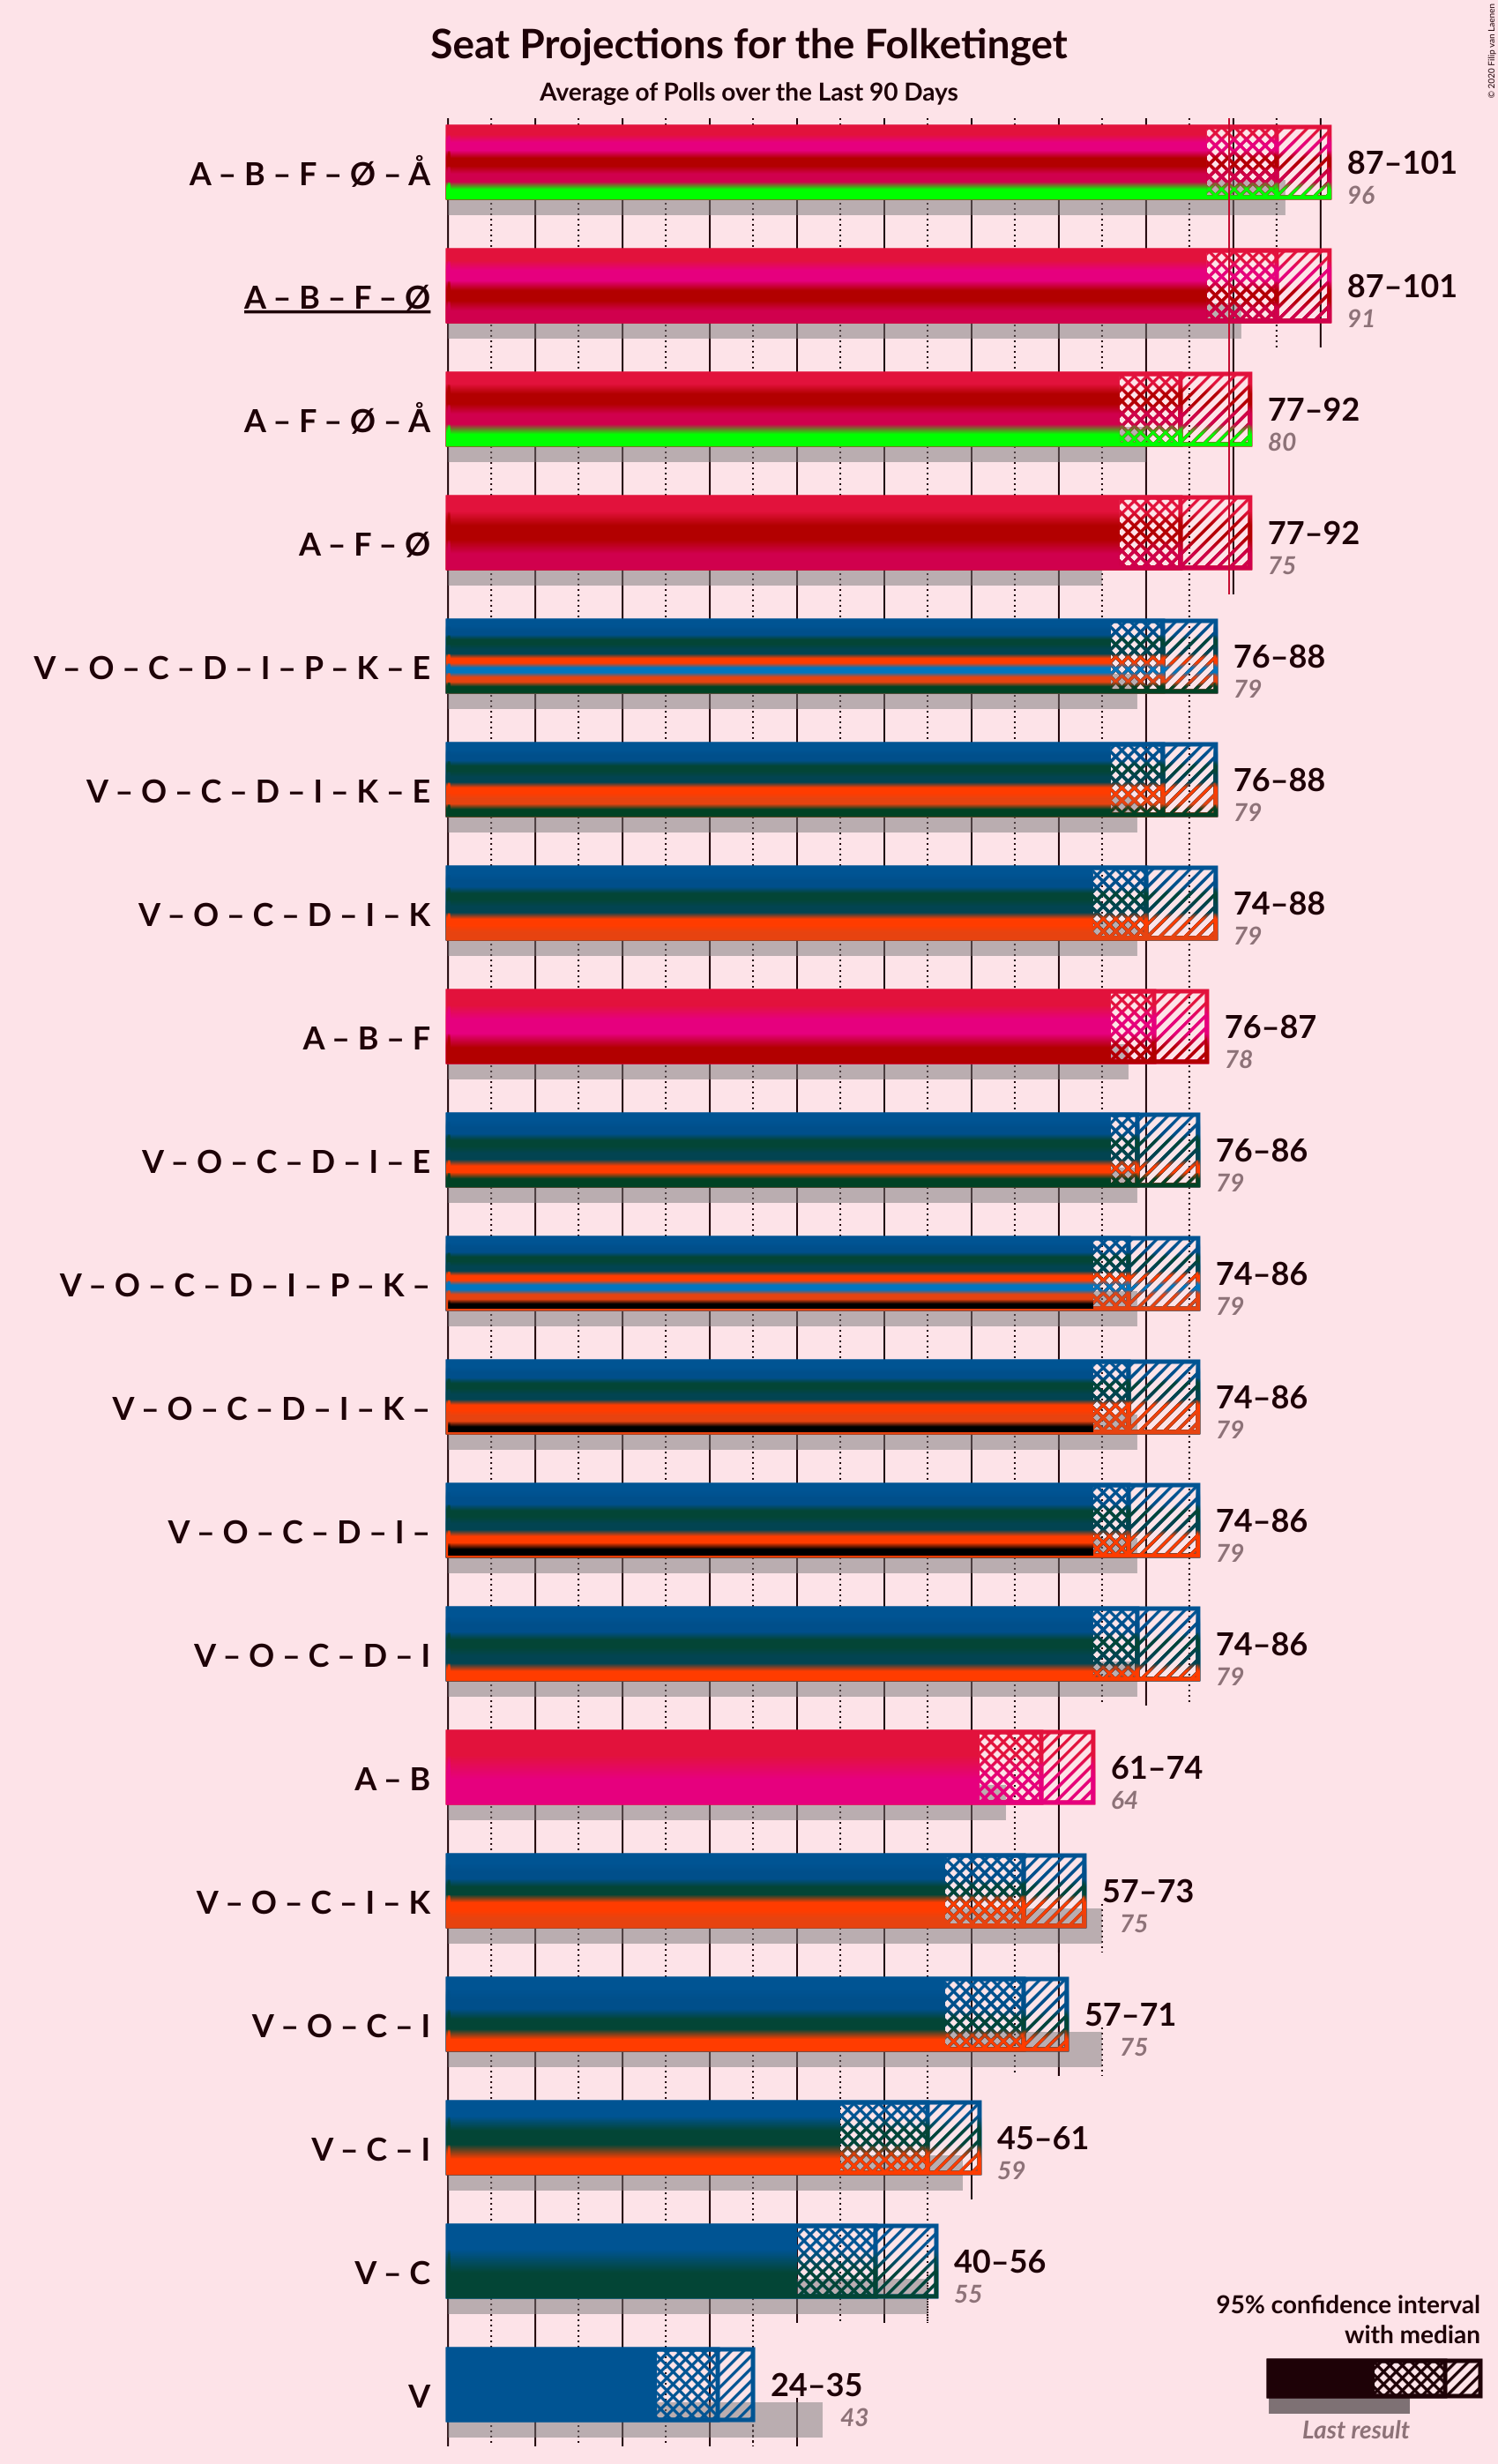 Seat Projections for the Folketinget
Average of Polls over the Last 90 Days
© 2020 Filip van Laenen
A – B – F – Ø – Å
87–101
96
A – B – F – Ø
87–101
91
A – F – Ø – Å
77–92
80
A – F – Ø
77–92
75
V – O – C – D – I – P – K – E
76–88
79
V – O – C – D – I – K – E
76–88
79
V – O – C – D – I – K
74–88
79
A – B – F
76–87
78
V – O – C – D – I – E
76–86
79
V – O – C – D – I – P – K –
74–86
79
V – O – C – D – I – K –
74–86
79
V – O – C – D – I –
74–86
79
V – O – C – D – I
74–86
79
A – B
61–74
64
V – O – C – I – K
57–73
75
V – O – C – I
57–71
75
V – C – I
45–61
59
V – C
40–56
55
V
24–35
43
95% confidence interval
with median
Last result